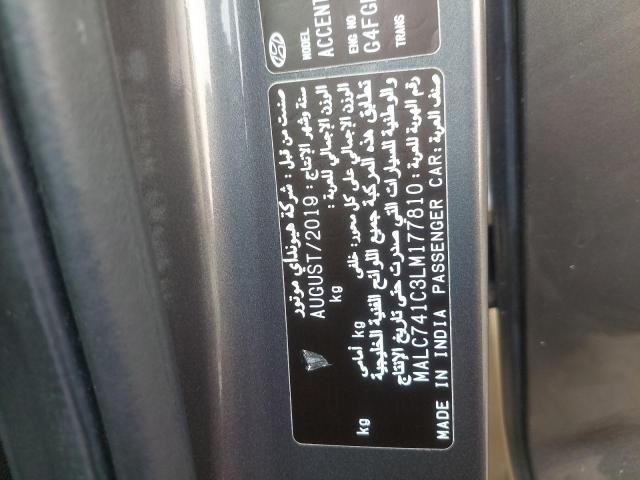 MODEL ACCENT
ENG NO G4FG
TRANS
صنعت من قبل : شركة هيونداي موتور
سنة وشهر الإنتاج : AUGUST/2019
الوزن الإجمالي للعربة : kg
الوزن الإجمالي على كل محور: خلفي kg أمامي kg
تطابق هذه المركبة جميع اللوائح الفنية الخليجية
والوطنية للسيارات التي صدرت حتى تاريخ الإنتاج
رقم الهوية للعربة : MALC741C3LM177810
صنف العربة : PASSENGER CAR MADE IN INDIA